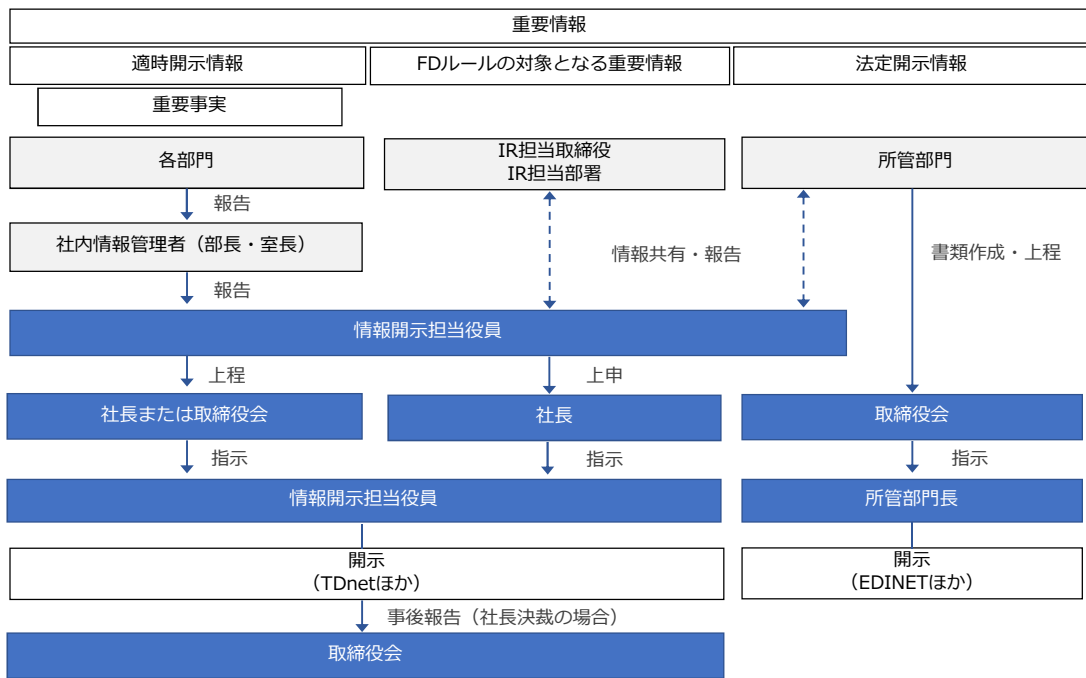 重要情報
適時開示情報
FDルールの対象となる重要情報
法定開示情報
重要事実
各部門
IR担当取締役
IR担当部署
所管部門
報告
社内情報管理者（部長・室長）
情報共有・報告
書類作成・上程
報告
情報開示担当役員
上程
上申
社長または取締役会
社長
取締役会
指示
指示
指示
情報開示担当役員
所管部門長
開示
（TDnetほか）
開示
（EDINETほか）
事後報告（社長決裁の場合）
取締役会